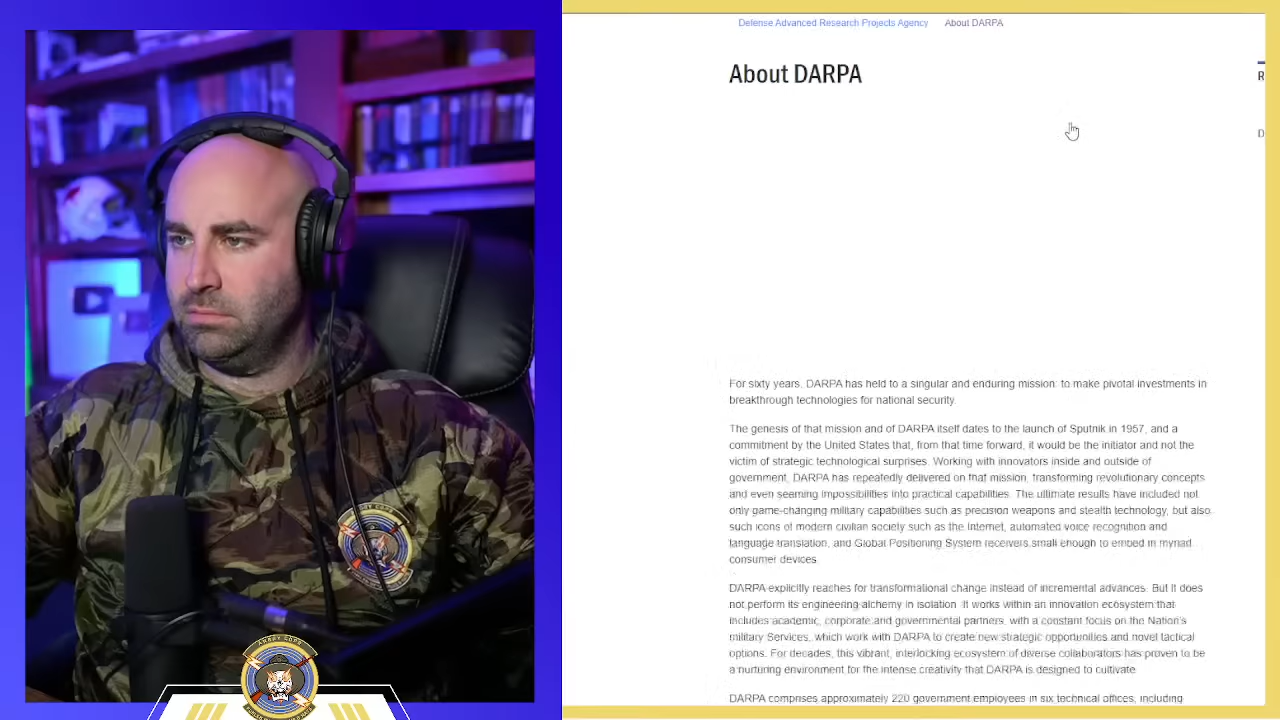 Defense Advanced Research Projects Agency About DARPA
About DARPA
R
D
For sixty years, DARPA has held to a singular and enduring mission: to make pivotal investments in
breakthrough technologies for national security.
The genesis of that mission and of DARPA itself dates to the launch of Sputnik in 1957, and a
commitment by the United States that, from that time forward, it would be the initiator and not the
victim of strategic technological surprises. Working with innovators inside and outside of
government, DARPA has repeatedly delivered on that mission, transforming revolutionary concepts
and even seeming impossibilities into practical capabilities. The ultimate results have included not
only game-changing military capabilities such as precision weapons and stealth technology, but also
such icons of modern civilian society such as the Internet, automated voice recognition and
language translation, and Global Positioning System receivers small enough to embed in myriad
consumer devices.
DARPA explicitly reaches for transformational change instead of incremental advances. But it does
not perform its engineering alchemy in isolation. It works within an innovation ecosystem that
includes academic, corporate and governmental partners, with a constant focus on the Nation's
military Services, which work with DARPA to create new strategic opportunities and novel tactical
options. For decades, this vibrant, interlocking ecosystem of diverse collaborators has proven to be
a nurturing environment for the intense creativity that DARPA is designed to cultivate.
DARPA comprises approximately 220 government employees in six technical offices, including
ANGRY COPS